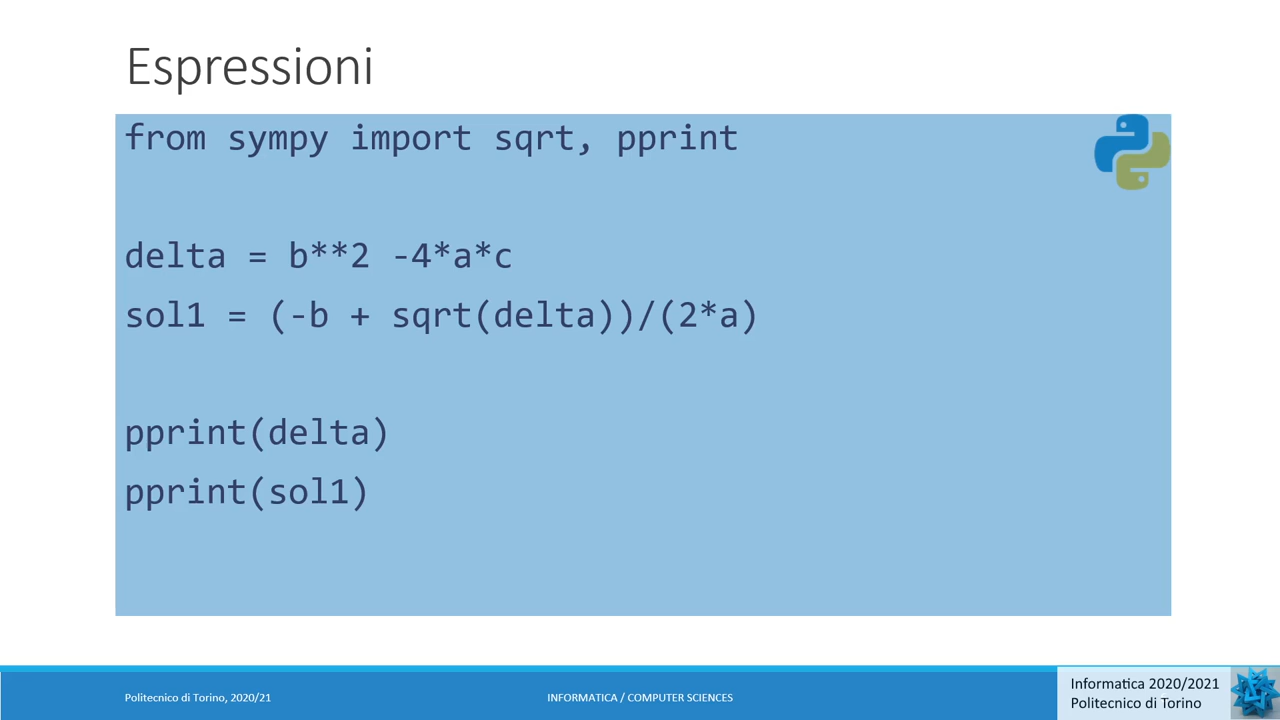 Espressioni
from sympy import sqrt, pprint
delta = b**2 -4*a*c
sol1 = (-b + sqrt(delta))/(2*a)
pprint(delta)
pprint(sol1)
Politecnico di Torino, 2020/21
INFORMATICA / COMPUTER SCIENCES
Informatica 2020/2021
Politecnico di Torino